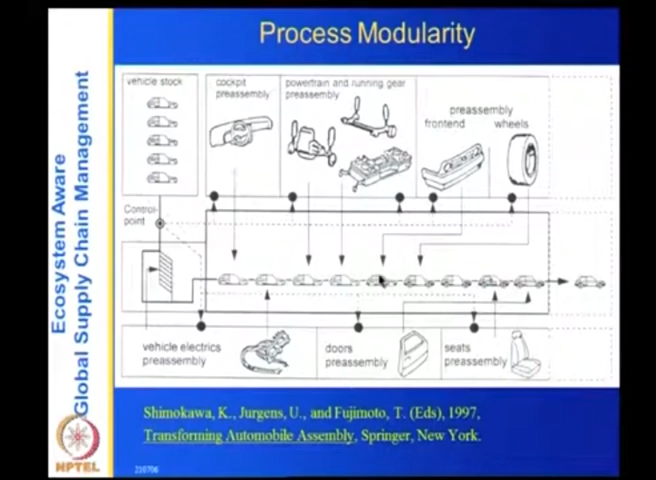 Process Modularity
Ecosystem Aware
Global Supply Chain Management
vehicle stock
cockpit
preassembly
powertrain and running gear
preassembly
preassembly
frontend wheels
Control-
point
vehicle electrics
preassembly
doors
preassembly
seats
preassembly
Shimokawa, K., Jurgens, U., and Fujimoto, T. (Eds), 1997,
Transforming Automobile Assembly, Springer, New York.
NPTEL
210706